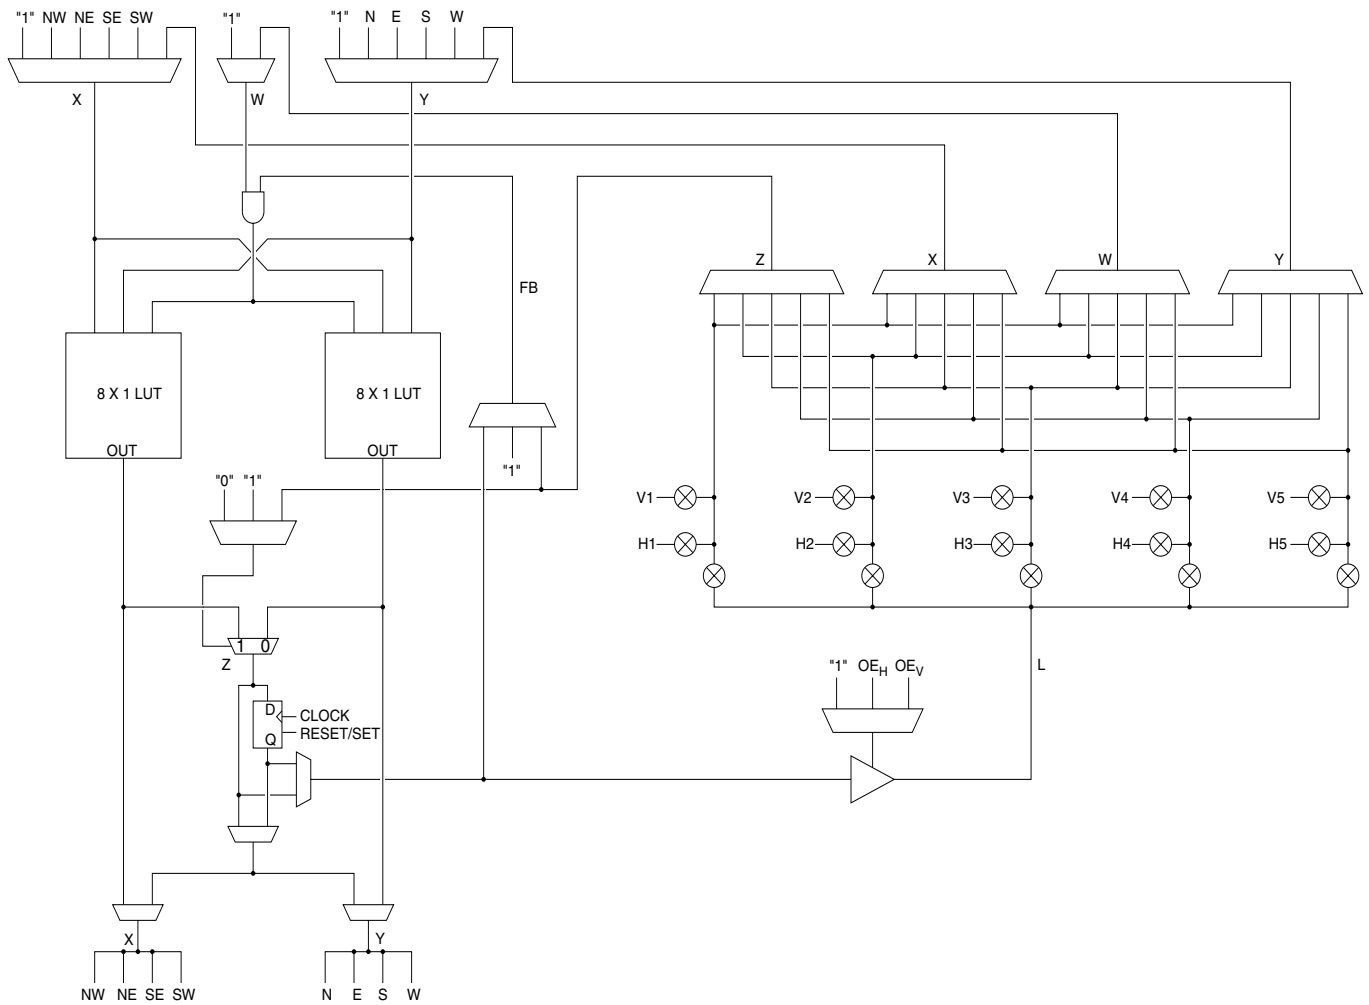 "1" NW NE SE SW
"1"
"1" N E S W
X
W
Y
Z
X
W
Y
FB
8 X 1 LUT
8 X 1 LUT
OUT
OUT
"1"
"0" "1"
V1
V2
V3
V4
V5
H1
H2
H3
H4
H5
1 0
Z
"1" OEH OEV
L
D
CLOCK
RESET/SET
Q
X
Y
NW NE SE SW
N E S W